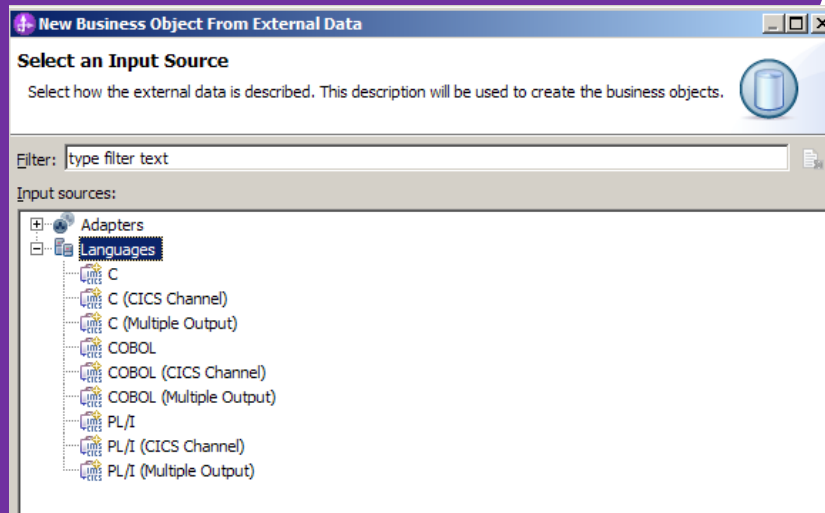 New Business Object From External Data
Select an Input Source
Select how the external data is described. This description will be used to create the business objects.
Filter: type filter text
Input sources:
Adapters
Languages
C
C (CICS Channel)
C (Multiple Output)
COBOL
COBOL (CICS Channel)
COBOL (Multiple Output)
PL/I
PL/I (CICS Channel)
PL/I (Multiple Output)